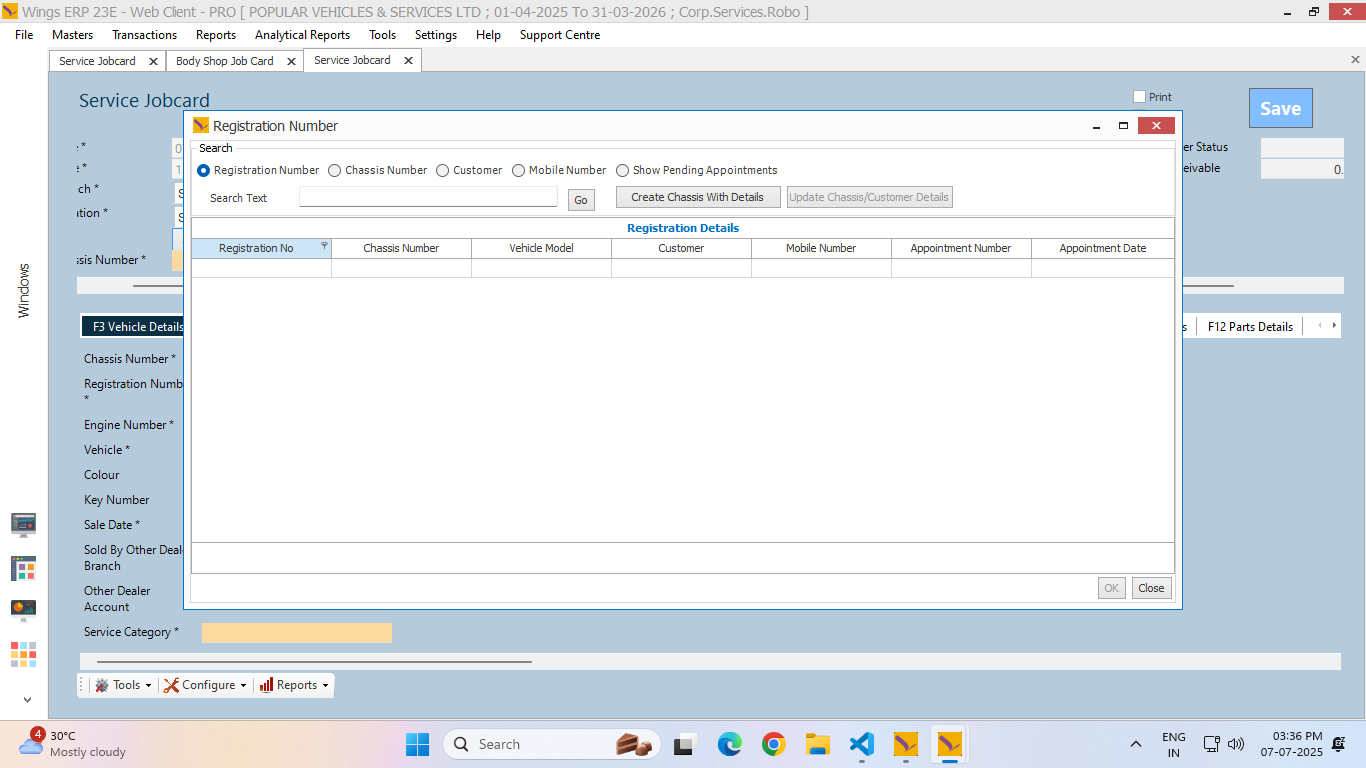 Wings ERP 23E - Web Client - PRO [ POPULAR VEHICLES & SERVICES LTD ; 01-04-2025 To 31-03-2026 ; Corp.Services.Robo ]
File Masters Transactions Reports Analytical Reports Tools Settings Help Support Centre
Service Jobcard Body Shop Job Card Service Jobcard
Service Jobcard
Print
Save
Registration Number
Search
Registration Number Chassis Number Customer Mobile Number Show Pending Appointments
Search Text Go Create Chassis With Details Update Chassis/Customer Details
Registration Details
Registration No Chassis Number Vehicle Model Customer Mobile Number Appointment Number Appointment Date
OK Close
er Status
eivable 0.
*
*
ch *
tion *
ssis Number *
Windows
F3 Vehicle Details s F12 Parts Details
Chassis Number *
Registration Numb
*
Engine Number *
Vehicle *
Colour
Key Number
Sale Date *
Sold By Other Deal
Branch
Other Dealer
Account
Service Category *
Tools Configure Reports
4 30°C
Mostly cloudy
Search
ENG
IN
03:36 PM
07-07-2025